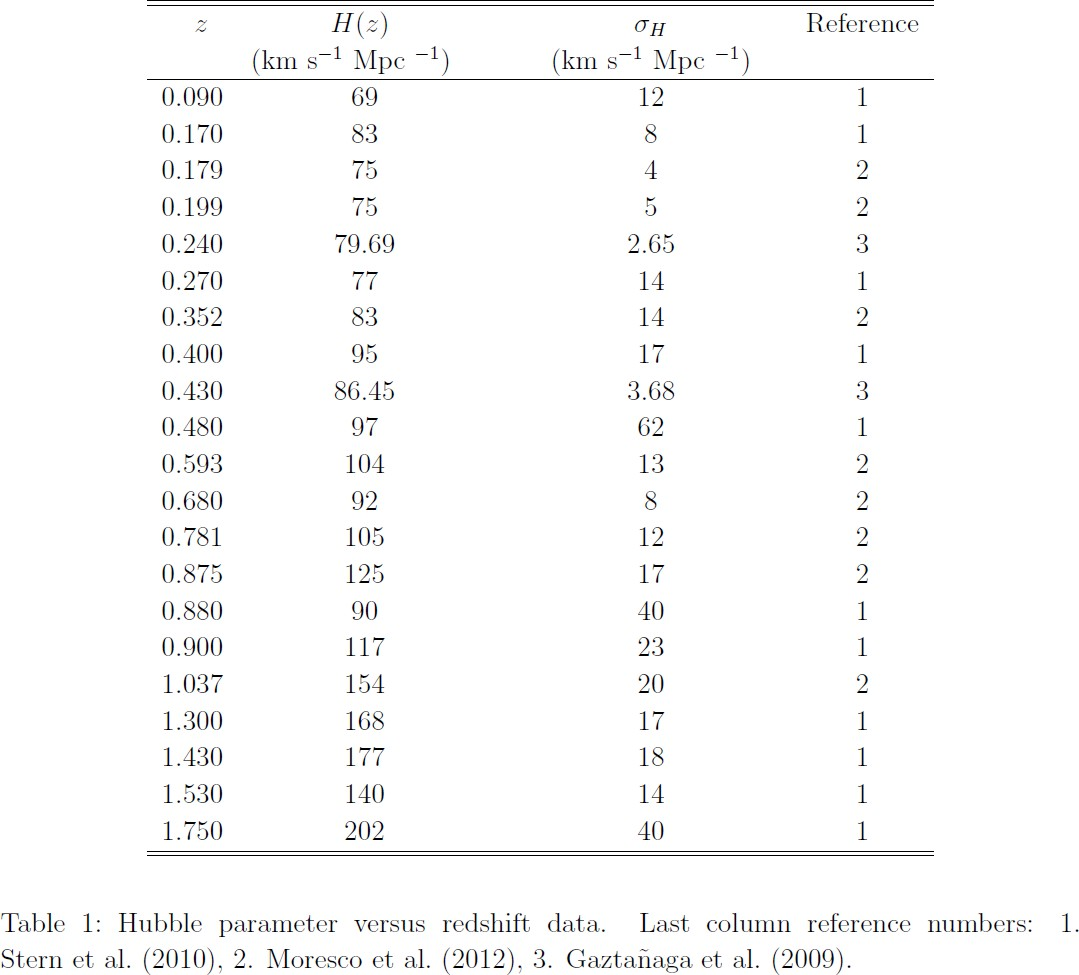 z H(z) σH Reference
(km s−1 Mpc −1) (km s−1 Mpc −1)
0.090 69 12 1
0.170 83 8 1
0.179 75 4 2
0.199 75 5 2
0.240 79.69 2.65 3
0.270 77 14 1
0.352 83 14 2
0.400 95 17 1
0.430 86.45 3.68 3
0.480 97 62 1
0.593 104 13 2
0.680 92 8 2
0.781 105 12 2
0.875 125 17 2
0.880 90 40 1
0.900 117 23 1
1.037 154 20 2
1.300 168 17 1
1.430 177 18 1
1.530 140 14 1
1.750 202 40 1
Table 1: Hubble parameter versus redshift data. Last column reference numbers: 1.
Stern et al. (2010), 2. Moresco et al. (2012), 3. Gaztañaga et al. (2009).